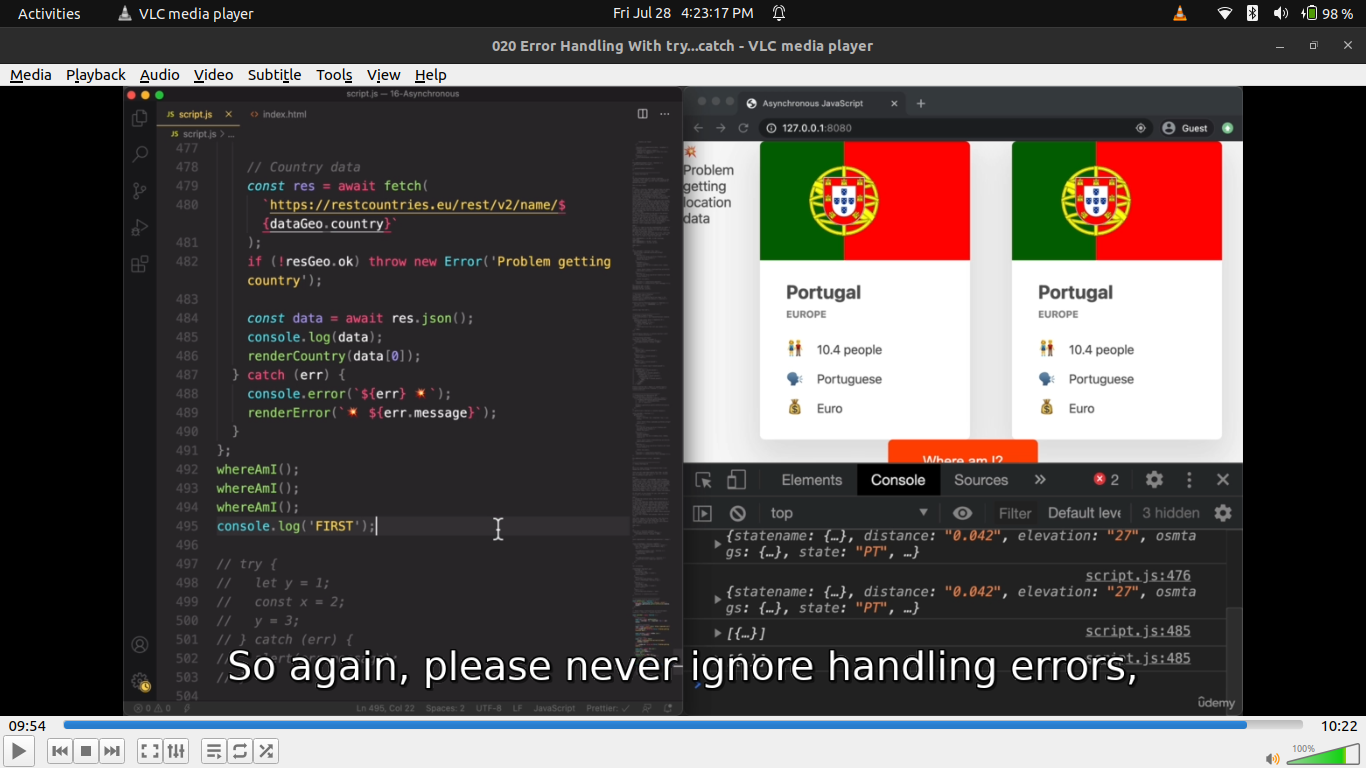 Activities
VLC media player
Fri Jul 28 4:23:17 PM
98 %
020 Error Handling With try...catch - VLC media player
Media Playback Audio Video Subtitle Tools View Help
script.js — 16-Asynchronous
JS script.js
index.html
JS script.js > ...
477
478 // Country data
479 const res = await fetch(
480 `https://restcountries.eu/rest/v2/name/$
{dataGeo.country}`
481 );
482 if (!resGeo.ok) throw new Error('Problem getting
country');
483
484 const data = await res.json();
485 console.log(data);
486 renderCountry(data[0]);
487 } catch (err) {
488 console.error(`${err} 💥`);
489 renderError(`💥 ${err.message}`);
490 }
491 };
492 whereAmI();
493 whereAmI();
494 whereAmI();
495 console.log('FIRST');
496
497 // try {
498 // let y = 1;
499 // const x = 2;
500 // y = 3;
501 // } catch (err) {
502 //
503 //
504
0 0
Ln 495, Col 22 Spaces: 2 UTF-8 LF JavaScript Prettier: ✓
Asynchronous JavaScript
127.0.0.1:8080
Guest
💥
Problem
getting
location
data
Portugal
EUROPE
10.4 people
Portuguese
Euro
Portugal
EUROPE
10.4 people
Portuguese
Euro
Where am I?
Elements Console Sources » 2
top Filter Default leve 3 hidden
{statename: {…}, distance: "0.042", elevation: "27", osmta
gs: {…}, state: "PT", …}
script.js:476
{statename: {…}, distance: "0.042", elevation: "27", osmta
gs: {…}, state: "PT", …}
[{…}] script.js:485
script.js:485
So again, please never ignore handling errors,
ûdemy
09:54
10:22
100%